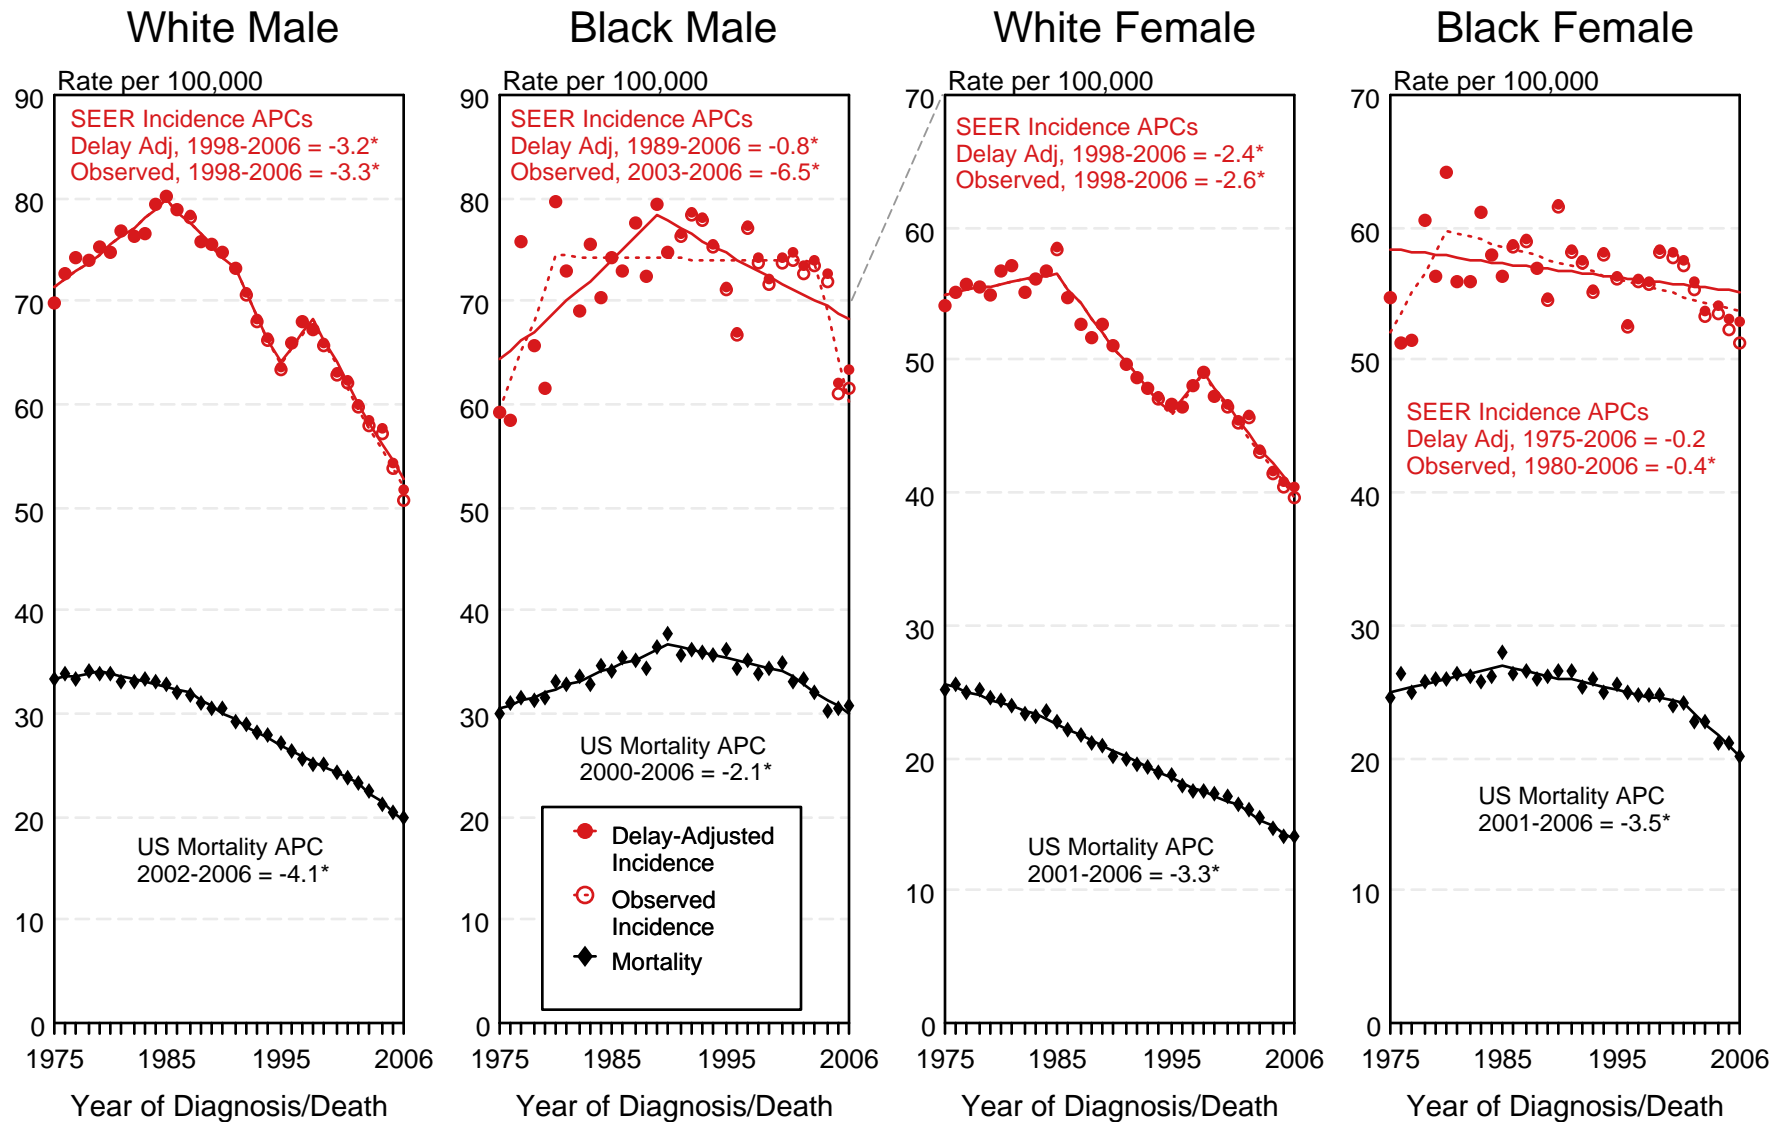 White Male
Black Male
White Female
Black Female
Rate per 100,000
Rate per 100,000
Rate per 100,000
Rate per 100,000
90
80
70
60
50
40
30
20
10
0
SEER Incidence APCs
Delay Adj, 1998-2006 = -3.2*
Observed, 1998-2006 = -3.3*
US Mortality APC
2002-2006 = -4.1*
1975
1985
1995
2006
Year of Diagnosis/Death
90
80
70
60
50
40
30
20
10
0
SEER Incidence APCs
Delay Adj, 1989-2006 = -0.8*
Observed, 2003-2006 = -6.5*
US Mortality APC
2000-2006 = -2.1*
Delay-Adjusted
Incidence
Observed
Incidence
Mortality
1975
1985
1995
2006
Year of Diagnosis/Death
70
60
50
40
30
20
10
0
SEER Incidence APCs
Delay Adj, 1998-2006 = -2.4*
Observed, 1998-2006 = -2.6*
US Mortality APC
2001-2006 = -3.3*
1975
1985
1995
2006
Year of Diagnosis/Death
70
60
50
40
30
20
10
0
SEER Incidence APCs
Delay Adj, 1975-2006 = -0.2
Observed, 1980-2006 = -0.4*
US Mortality APC
2001-2006 = -3.5*
1975
1985
1995
2006
Year of Diagnosis/Death